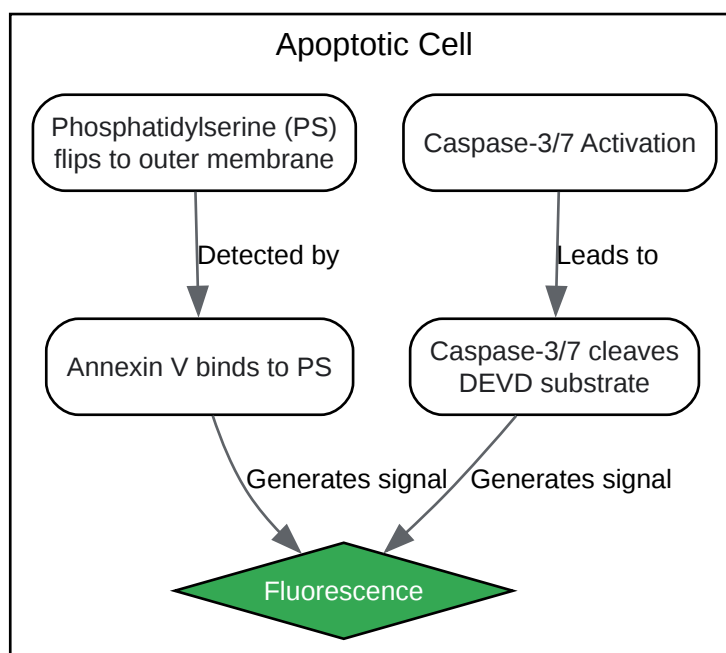 Apoptotic Cell
Phosphatidylserine (PS)
flips to outer membrane
Caspase-3/7 Activation
Detected by
Leads to
Annexin V binds to PS
Caspase-3/7 cleaves
DEVD substrate
Generates signal
Generates signal
Fluorescence